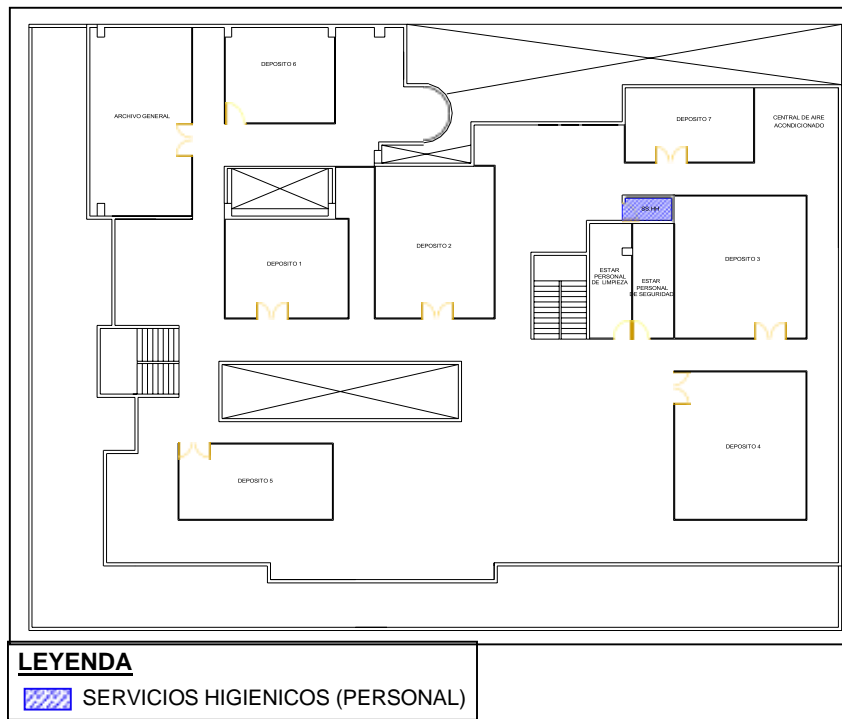 DEPOSITO 6
ARCHIVO GENERAL
DEPOSITO 7
CENTRAL DE AIRE
ACONDICIONADO
SS.HH
DEPOSITO 1
DEPOSITO 2
DEPOSITO 3
ESTAR
PERSONAL
DE LIMPIEZA
ESTAR
PERSONAL
DE SEGURIDAD
DEPOSITO 4
DEPOSITO 5
LEYENDA
SERVICIOS HIGIENICOS (PERSONAL)